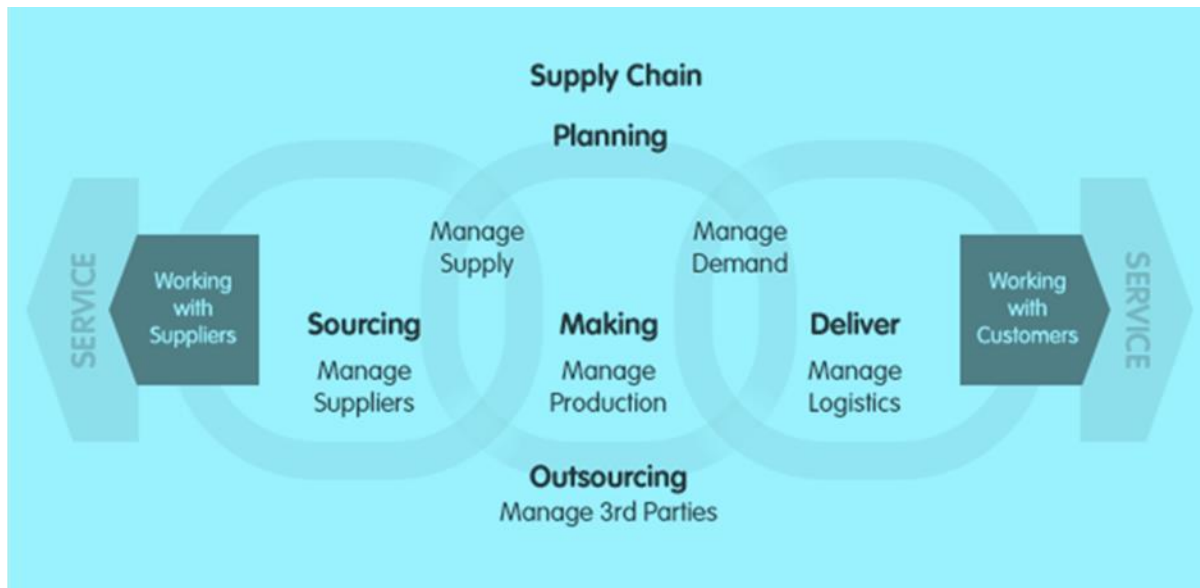 Supply Chain
Planning
Manage
Supply
Manage
Demand
SERVICE
Working
with
Suppliers
Sourcing
Manage
Suppliers
Making
Manage
Production
Deliver
Manage
Logistics
Working
with
Customers
SERVICE
Outsourcing
Manage 3rd Parties